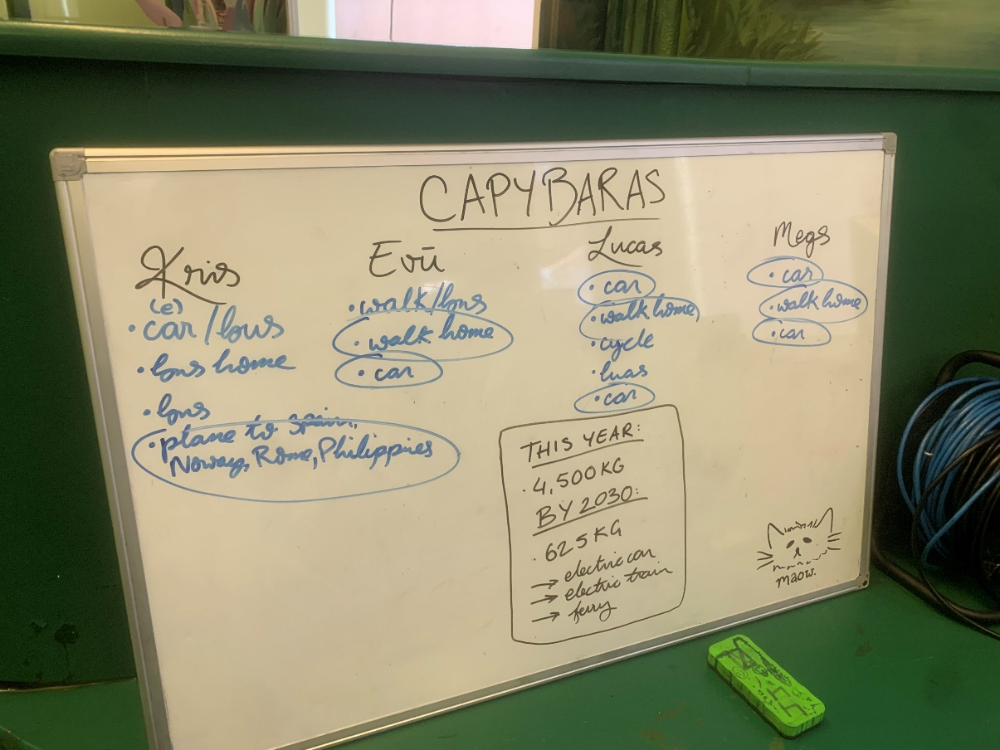 CAPYBARAS
Kris
(e)
• car/bus
• bus home
• bus
• plane to Spain,
Noway, Rome, Philippines
Evū
• walk/bus
• walk home
• car
Lucas
• car
• walk home
• cycle
• luas
• car
Megs
• car
• walk home
• car
THIS YEAR:
• 4,500 KG
BY 2030:
• 625 KG
→ electric car
→ electric train
→ ferry
maow.